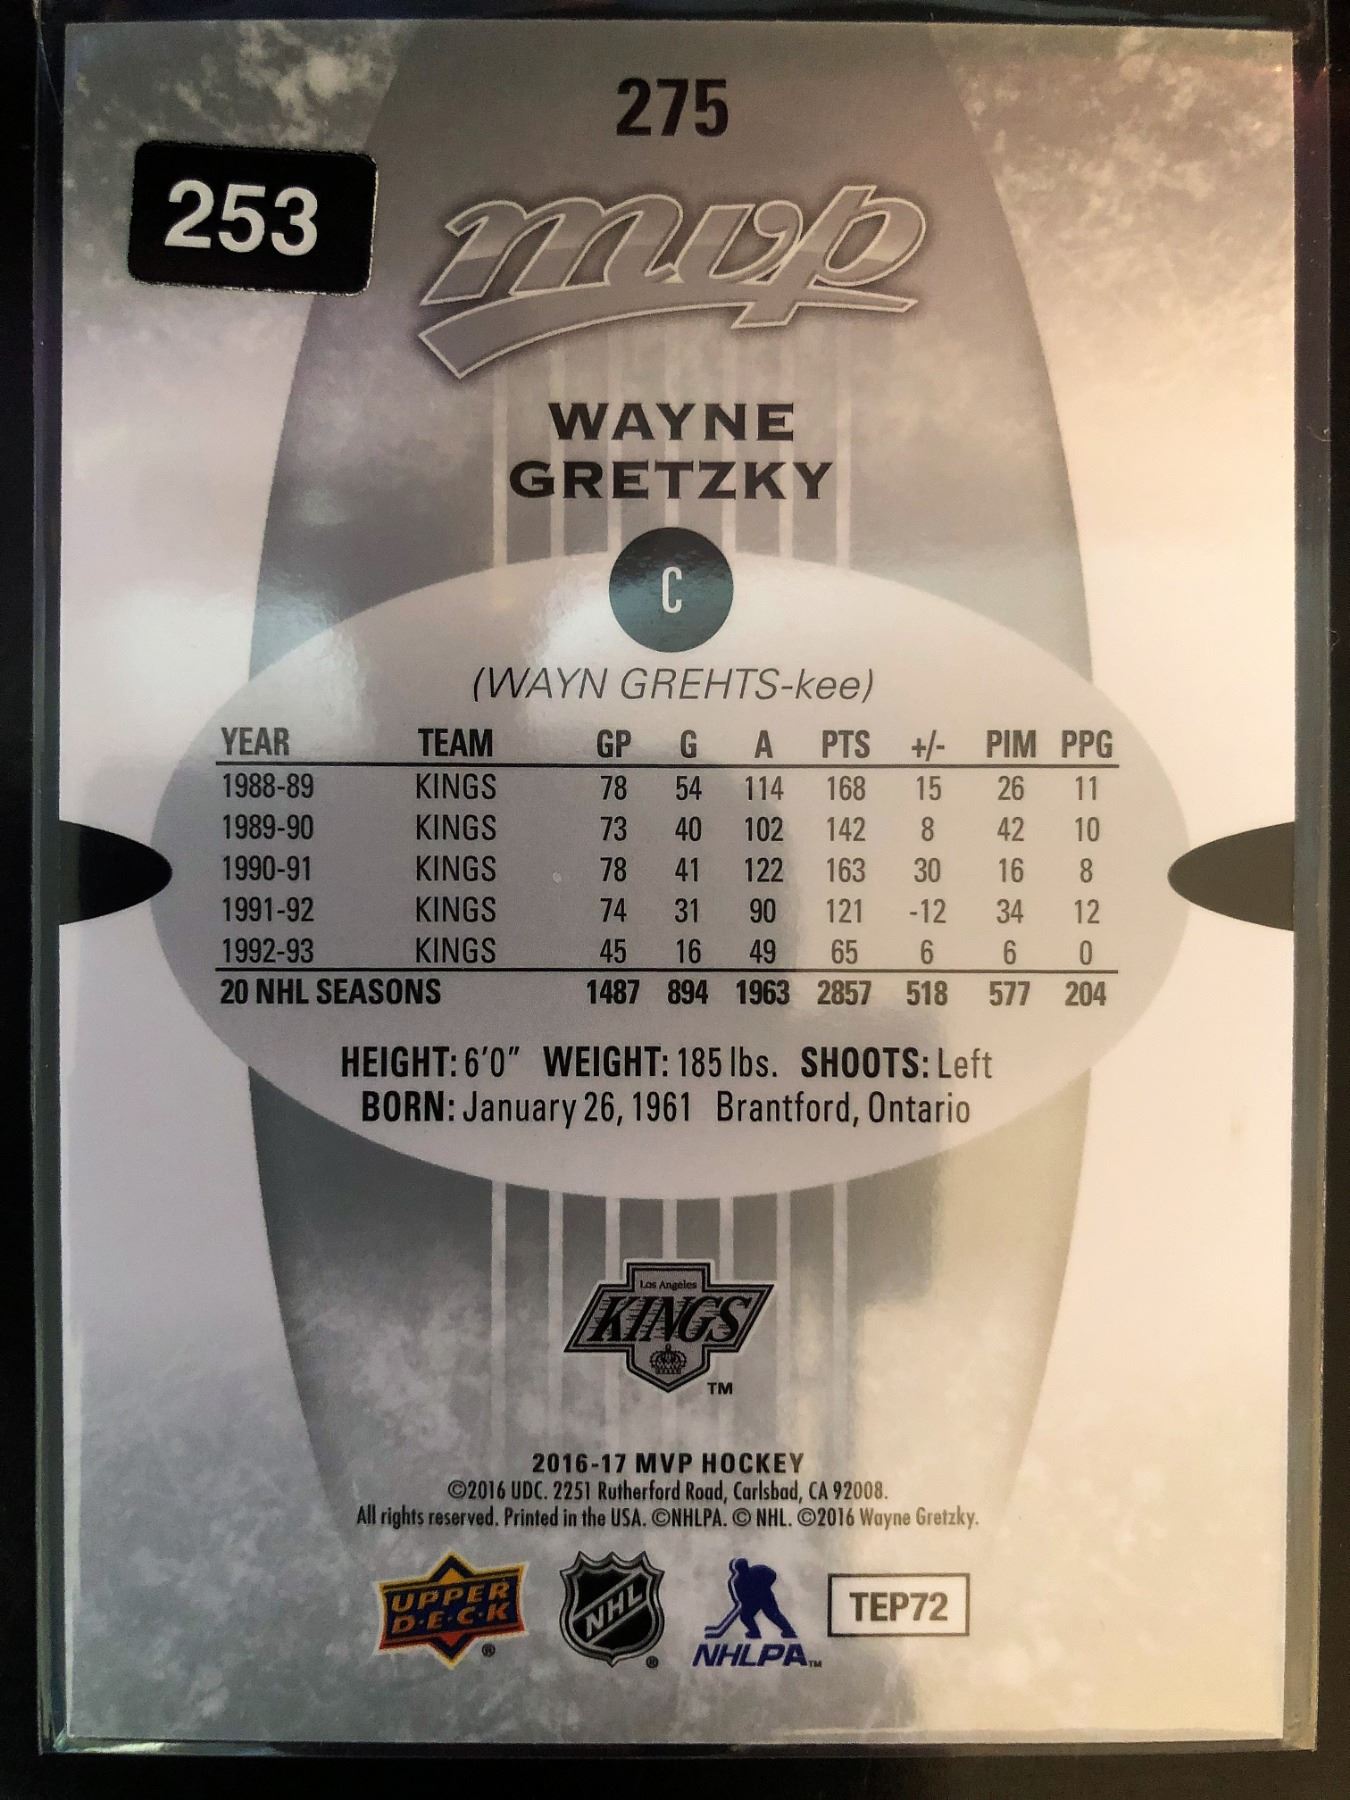 275
253
mvp
WAYNE
GRETZKY
C
(WAYN GREHTS-kee)
YEAR TEAM GP G A PTS +/- PIM PPG
1988-89 KINGS 78 54 114 168 15 26 11
1989-90 KINGS 73 40 102 142 8 42 10
1990-91 KINGS 78 41 122 163 30 16 8
1991-92 KINGS 74 31 90 121 -12 34 12
1992-93 KINGS 45 16 49 65 6 6 0
20 NHL SEASONS 1487 894 1963 2857 518 577 204
HEIGHT: 6'0" WEIGHT: 185 lbs. SHOOTS: Left
BORN: January 26, 1961 Brantford, Ontario
Los Angeles
KINGS
TM
2016-17 MVP HOCKEY
©2016 UDC. 2251 Rutherford Road, Carlsbad, CA 92008.
All rights reserved. Printed in the USA. ©NHLPA. © NHL. ©2016 Wayne Gretzky.
UPPER
D·E·C·K ®
NHL ®
NHLPA TM
TEP72